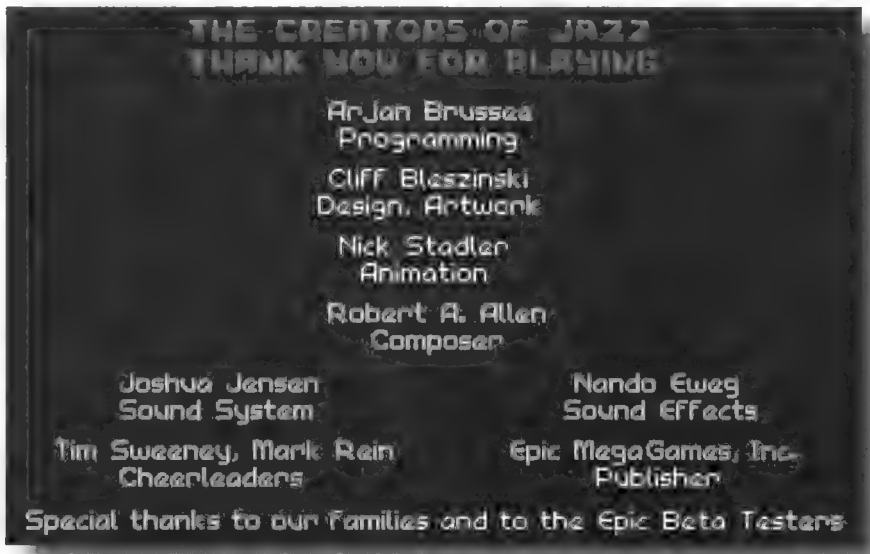 THE CREATORS OF JAZZ
THANK YOU FOR PLAYING
Arjan Brussee
Programming
Cliff Bleszinski
Design, Artwork
Nick Stadler
Animation
Robert A. Allen
Composer
Joshua Jensen
Sound System
Nando Eweg
Sound Effects
Tim Sweeney, Mark Rein
Cheerleaders
Epic MegaGames, Inc.
Publisher
Special thanks to our families and to the Epic Beta Testers